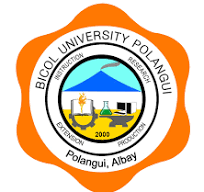 BICOL UNIVERSITY POLANGUI
INSTRUCTION
RESEARCH
EXTENSION
PRODUCTION
2000
Polangui, Albay